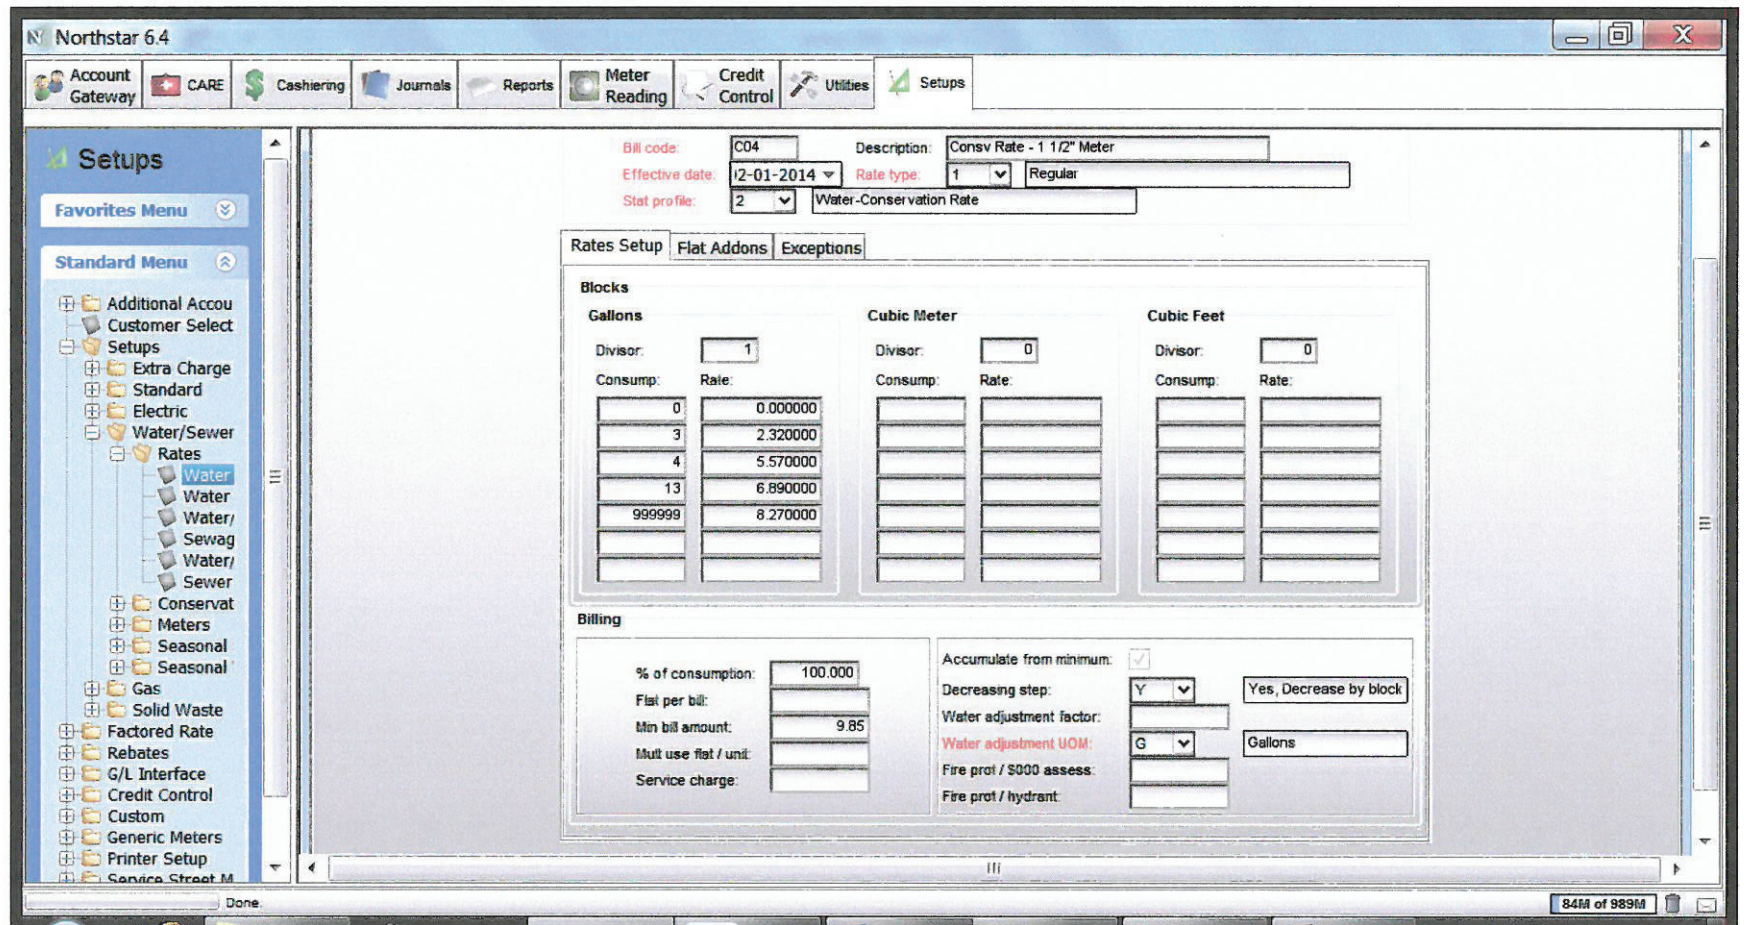 Northstar 6.4
Account Gateway
CARE
Cashiering
Journals
Reports
Meter Reading
Credit Control
Utilities
Setups
Setups
Favorites Menu
Standard Menu
Additional Accou
Customer Select
Setups
Extra Charge
Standard
Electric
Water/Sewer
Rates
Water
Water
Water/
Sewag
Water/
Sewer
Conservat
Meters
Seasonal
Seasonal
Gas
Solid Waste
Factored Rate
Rebates
G/L Interface
Credit Control
Custom
Generic Meters
Printer Setup
Service Street M
Bill code: C04 Description: Consv Rate - 1 1/2" Meter
Effective date: 2-01-2014 Rate type: 1 Regular
Stat profile: 2 Water-Conservation Rate
Rates Setup Flat Addons Exceptions
Blocks
Gallons Cubic Meter Cubic Feet
Divisor: 1 Divisor: 0 Divisor: 0
Consump: Rate: Consump: Rate: Consump: Rate:
0 0.000000
3 2.320000
4 5.570000
13 6.890000
999999 8.270000
Billing
% of consumption: 100.000
Flat per bill:
Min bill amount: 9.85
Mult use flat / unit:
Service charge:
Accumulate from minimum:
Decreasing step: Y Yes, Decrease by block
Water adjustment factor:
Water adjustment UOM: G Gallons
Fire prot / $000 assess:
Fire prot / hydrant:
Done.
84M of 989M